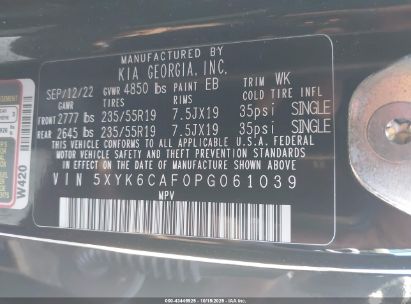 MANUFACTURED BY
KIA GEORGIA, INC.
SEP/12/22 GVWR 4850 lbs PAINT EB TRIM WK
GAWR TIRES RIMS COLD TIRE INFL
FRONT 2777 lbs 235/55R19 7.5JX19 35psi SINGLE
REAR 2645 lbs 235/55R19 7.5JX19 35psi SINGLE
THIS VEHICLE CONFORMS TO ALL APPLICABLE U.S.A. FEDERAL
MOTOR VEHICLE SAFETY, BUMPER, AND THEFT PREVENTION STANDARDS
IN EFFECT ON THE DATE OF MANUFACTURE SHOWN ABOVE
VIN 5XYK6CAF0PG061039
MPV
W420